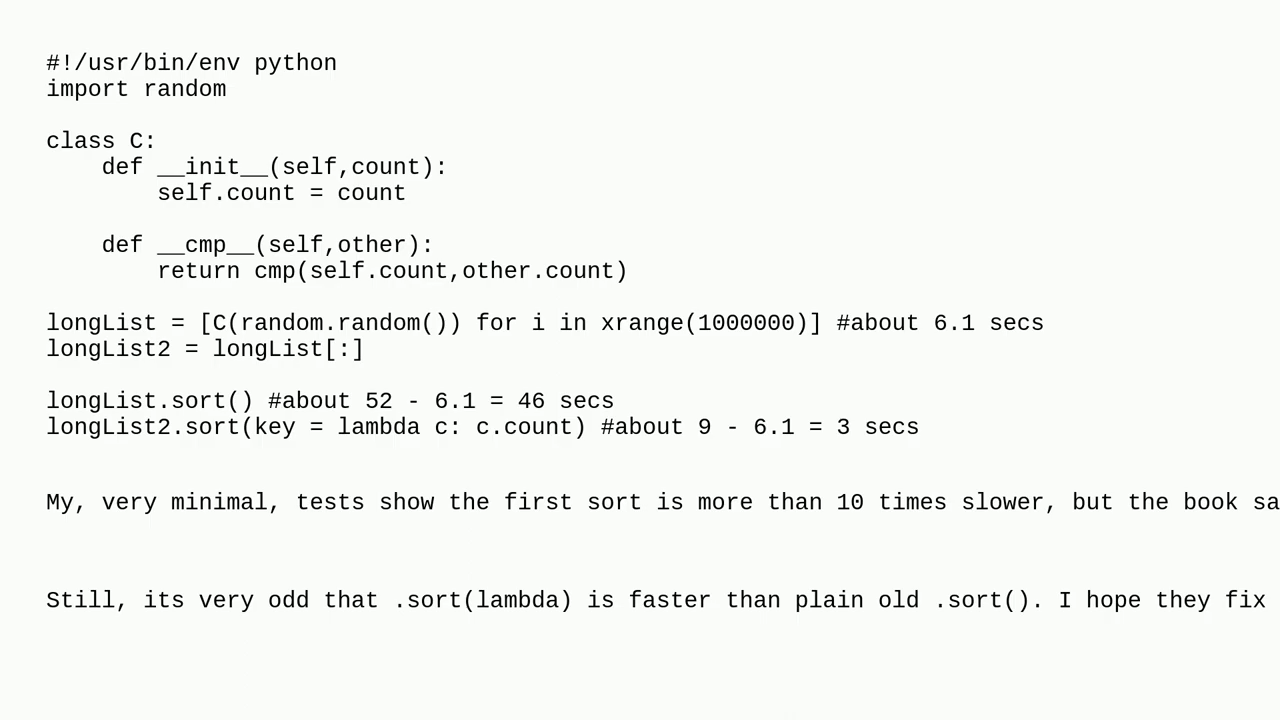 #!/usr/bin/env python
import random
class C:
    def __init__(self,count):
        self.count = count
    def __cmp__(self,other):
        return cmp(self.count,other.count)
longList = [C(random.random()) for i in xrange(1000000)] #about 6.1 secs
longList2 = longList[:]
longList.sort() #about 52 - 6.1 = 46 secs
longList2.sort(key = lambda c: c.count) #about 9 - 6.1 = 3 secs
My, very minimal, tests show the first sort is more than 10 times slower, but the book sa
Still, its very odd that .sort(lambda) is faster than plain old .sort(). I hope they fix